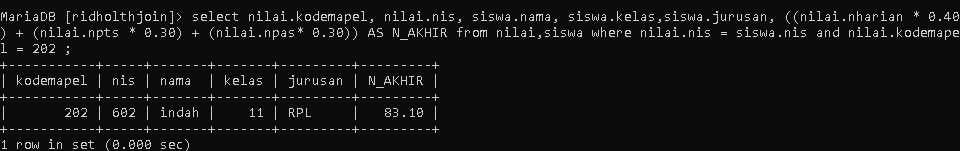 MariaDB [ridholthjoin]> select nilai.kodemapel, nilai.nis, siswa.nama, siswa.kelas,siswa.jurusan, ((nilai.nharian * 0.40
) + (nilai.npts * 0.30) + (nilai.npas* 0.30)) AS N_AKHIR from nilai,siswa where nilai.nis = siswa.nis and nilai.kodemape
l = 202 ;
+-----------+-----+--------+-------+---------+---------+
| kodemapel | nis | nama   | kelas | jurusan | N_AKHIR |
+-----------+-----+--------+-------+---------+---------+
|       202 | 602 | indah  |    11 | RPL     |   83.10 |
+-----------+-----+--------+-------+---------+---------+
1 row in set (0.000 sec)